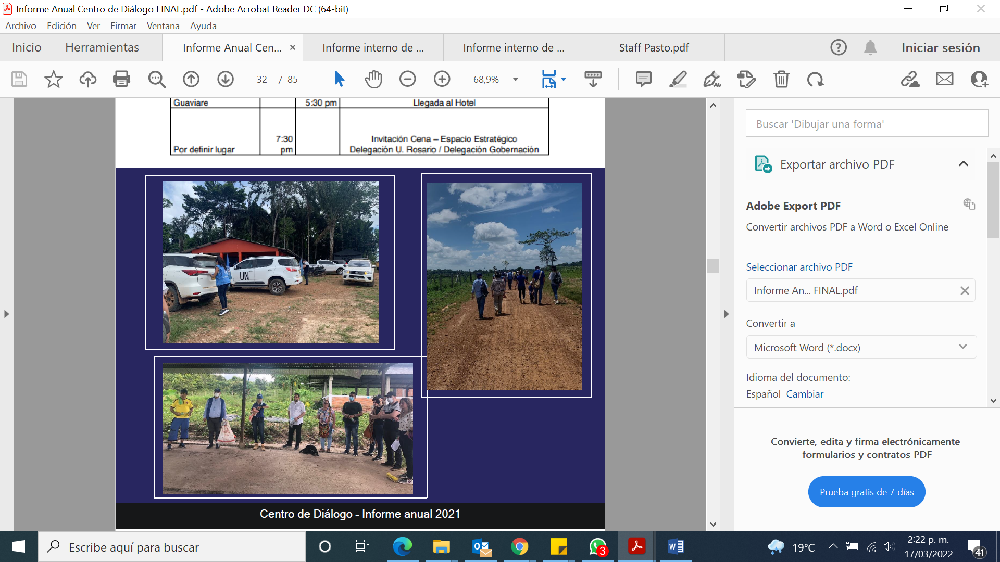 Informe Anual Centro de Diálogo FINAL.pdf - Adobe Acrobat Reader DC (64-bit)
Archivo Edición Ver Firmar Ventana Ayuda
Inicio Herramientas Informe Anual Cen... × Informe interno de ... Informe interno de ... Staff Pasto.pdf Iniciar sesión
32 / 85 68,9%
Guaviare 5:30 pm Llegada al Hotel
7:30 Invitación Cena – Espacio Estratégico
Por definir lugar pm Delegación U. Rosario / Delegación Gobernación
UN
Centro de Diálogo - Informe anual 2021
Buscar 'Dibujar una forma'
Exportar archivo PDF
Adobe Export PDF
Convertir archivos PDF a Word o Excel Online
Seleccionar archivo PDF
Informe An... FINAL.pdf
Convertir a
Microsoft Word (*.docx)
Idioma del documento:
Español Cambiar
Convierte, edita y firma electrónicamente
formularios y contratos PDF
Prueba gratis de 7 días
Escribe aquí para buscar
3
19°C
2:22 p. m.
17/03/2022
41